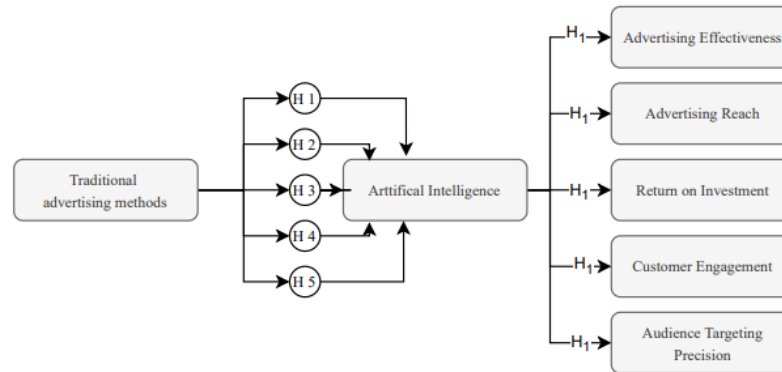 Traditional
advertising methods
H 1
H 2
H 3
H 4
H 5
Arttifical Intelligence
H1
Advertising Effectiveness
H1
Advertising Reach
H1
Return on Investment
H1
Customer Engagement
H1
Audience Targeting
Precision